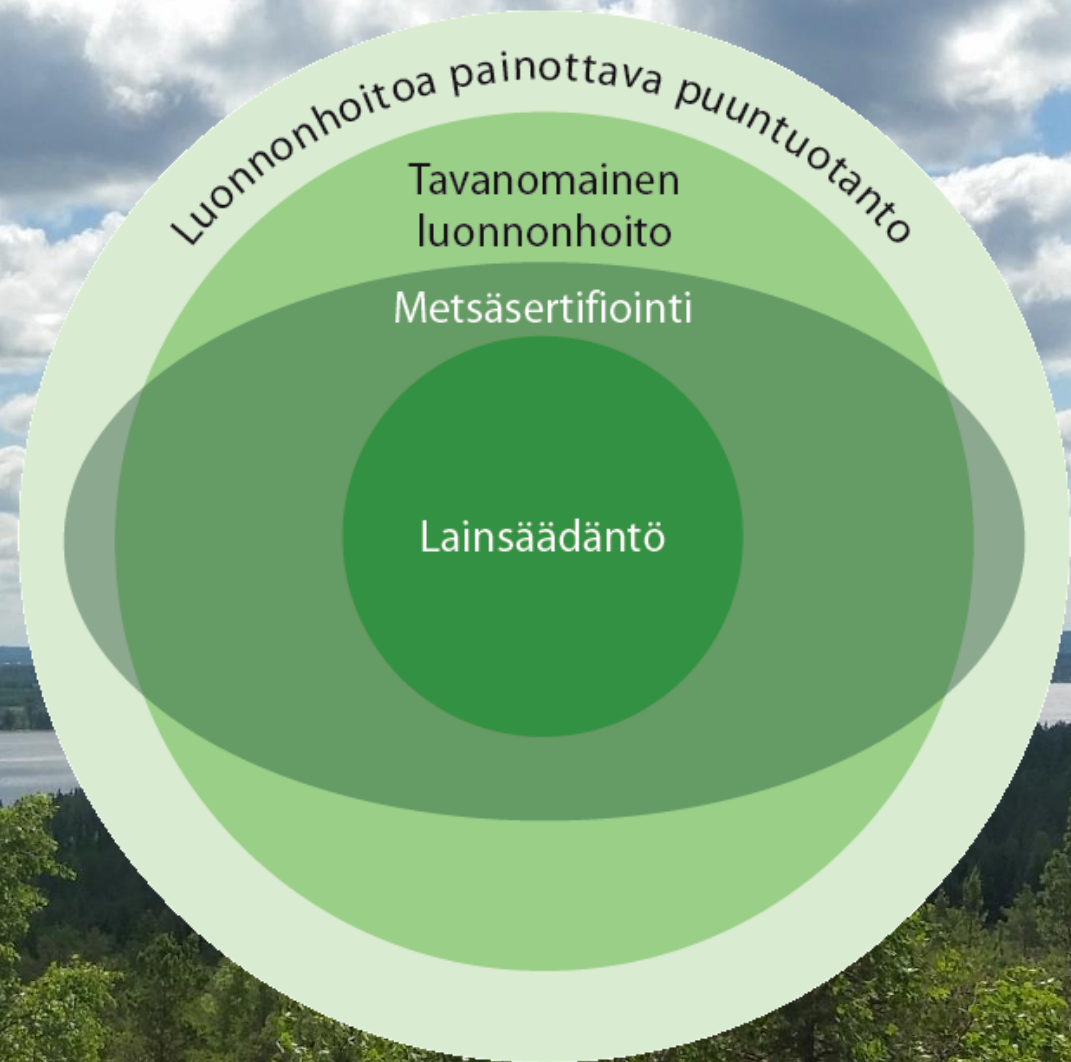 Luonnonhoitoa painottava puuntuotanto
Tavanomainen
luonnonhoito
Metsäsertifiointi
Lainsäädäntö